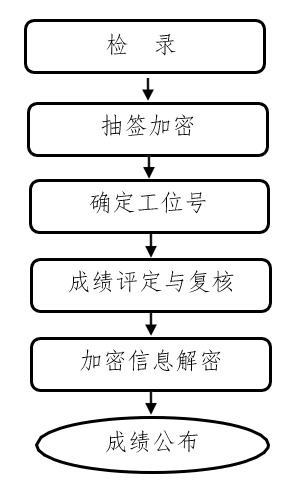 检 录
抽签加密
确定工位号
成绩评定与复核
加密信息解密
成绩公布